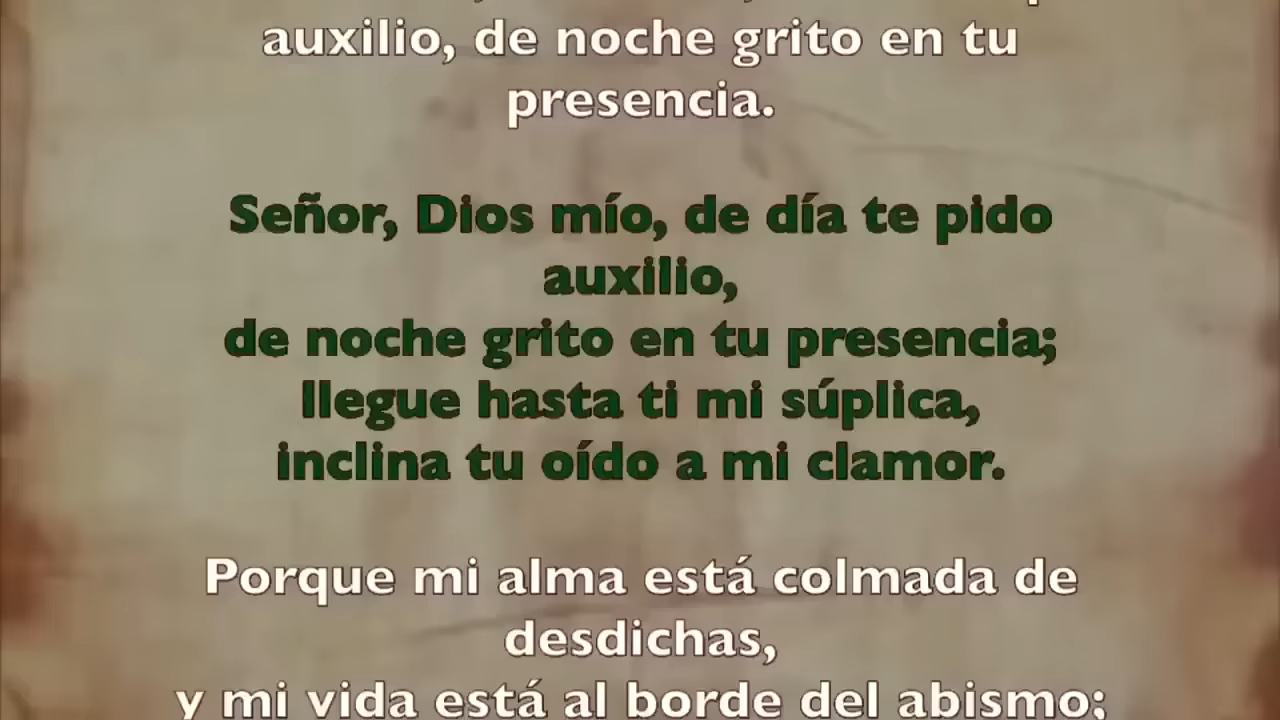 auxilio, de noche grito en tu
presencia.
Señor, Dios mío, de día te pido
auxilio,
de noche grito en tu presencia;
llegue hasta ti mi súplica,
inclina tu oído a mi clamor.
Porque mi alma está colmada de
desdichas,
y mi vida está al borde del abismo;